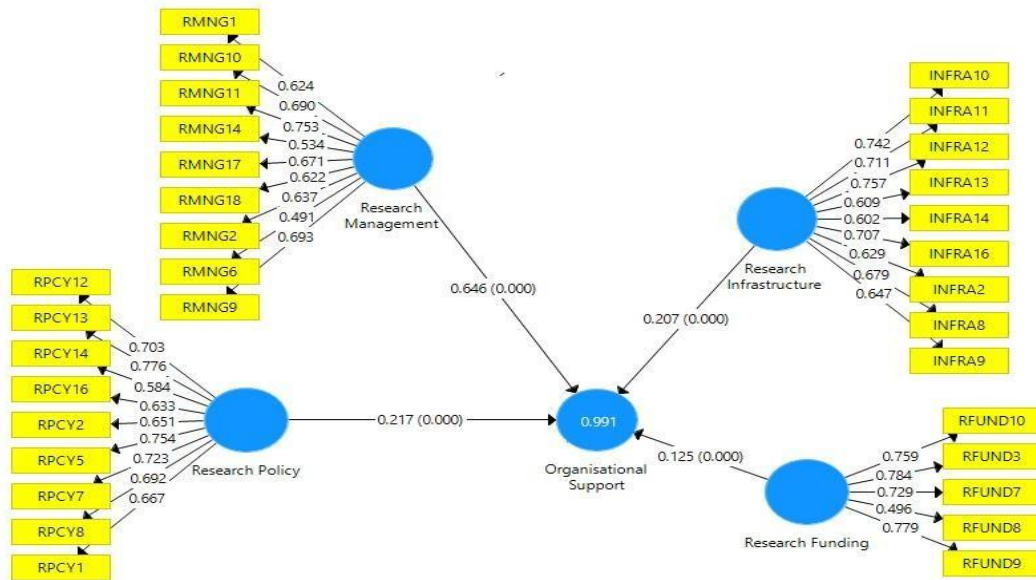 RMNG1
RMNG10
RMNG11
RMNG14
RMNG17
RMNG18
RMNG2
RMNG6
RMNG9
0.624
0.690
0.753
0.534
0.671
0.622
0.637
0.491
0.693
Research
Management
0.646 (0.000)
INFRA10
INFRA11
INFRA12
INFRA13
INFRA14
INFRA16
INFRA2
INFRA8
INFRA9
0.742
0.711
0.757
0.609
0.602
0.707
0.629
0.679
0.647
Research
Infrastructure
0.207 (0.000)
RPCY12
RPCY13
RPCY14
RPCY16
RPCY2
RPCY5
RPCY7
RPCY8
RPCY1
0.703
0.776
0.584
0.633
0.651
0.754
0.723
0.692
0.667
Research Policy
0.217 (0.000)
0.991
Organisational
Support
0.125 (0.000)
RFUND10
RFUND3
RFUND7
RFUND8
RFUND9
0.759
0.784
0.729
0.496
0.779
Research Funding